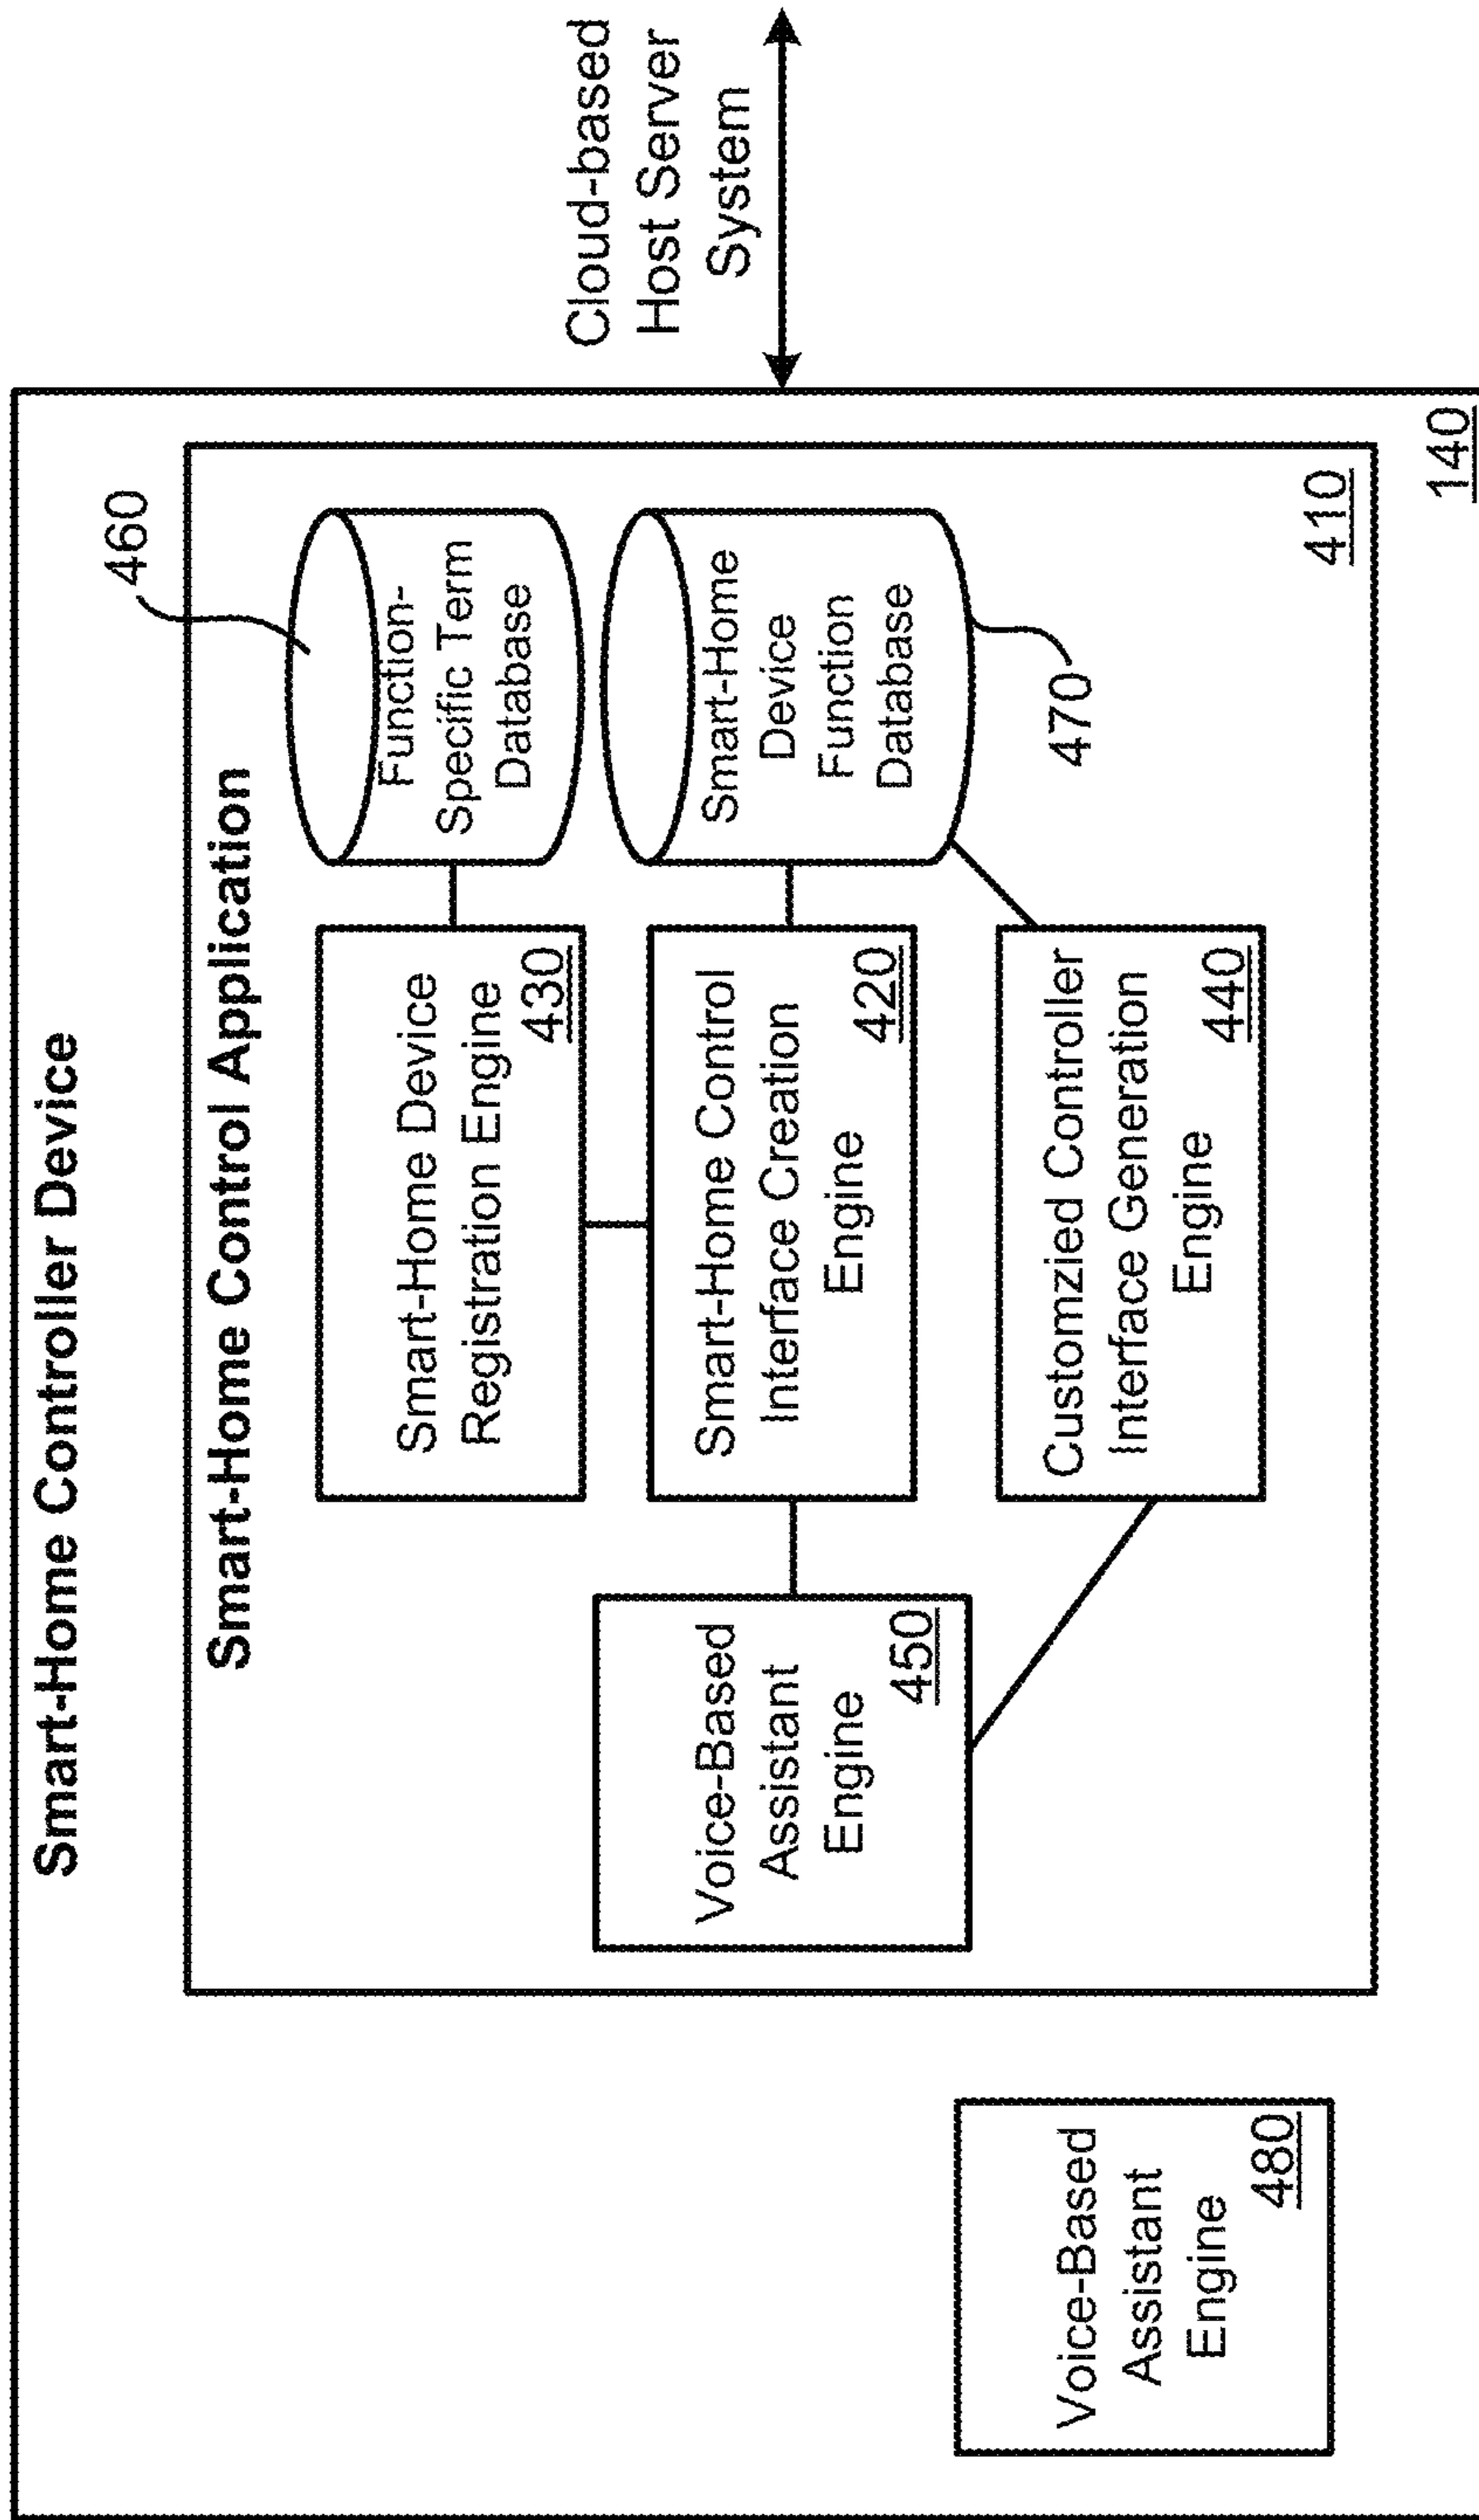 Smart-Home Controller Device
Smart-Home Control Application
460
Smart-Home Device
Registration Engine
430
Function-
Specific Term
Database
Voice-Based
Assistant
Engine
450
Smart-Home Control
Interface Creation
Engine
420
Smart-Home
Device
Function
Database
470
Customzied Controller
Interface Generation
Engine
440
410
Voice-Based
Assistant
Engine
480
140
Cloud-based
Host Server
System